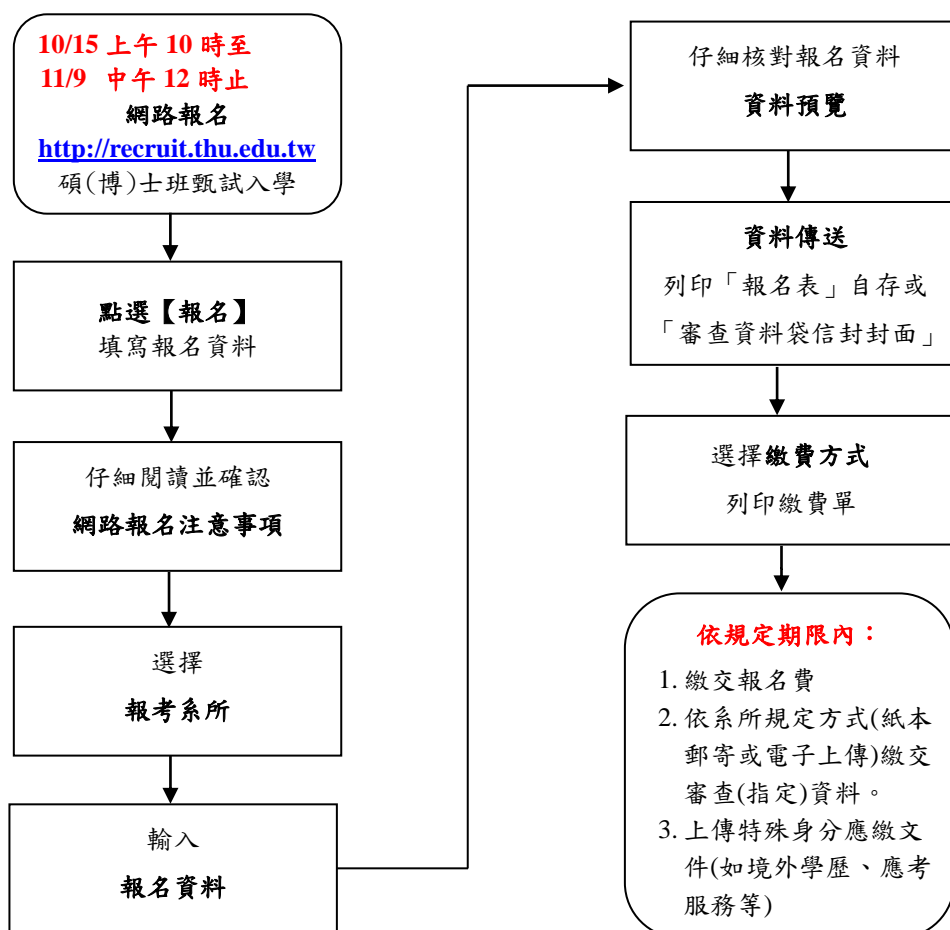 10/15 上午 10 時至
11/9 中午 12 時止
網路報名
http://recruit.thu.edu.tw
碩(博)士班甄試入學
點選【報名】
填寫報名資料
仔細閱讀並確認
網路報名注意事項
選擇
報考系所
輸入
報名資料
仔細核對報名資料
資料預覽
資料傳送
列印「報名表」自存或
「審查資料袋信封封面」
選擇繳費方式
列印繳費單
依規定期限內：
1. 繳交報名費
2. 依系所規定方式(紙本
郵寄或電子上傳)繳交
審查(指定)資料。
3. 上傳特殊身分應繳文
件(如境外學歷、應考
服務等)